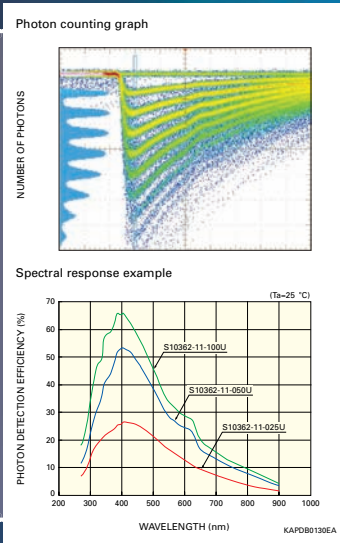 Photon counting graph
NUMBER OF PHOTONS
Spectral response example
(Ta=25 °C)
PHOTON DETECTION EFFICIENCY (%)
70
60
50
40
30
20
10
0
S10362-11-100U
S10362-11-050U
S10362-11-025U
200 300 400 500 600 700 800 900 1000
WAVELENGTH (nm)
KAPDB0130EA